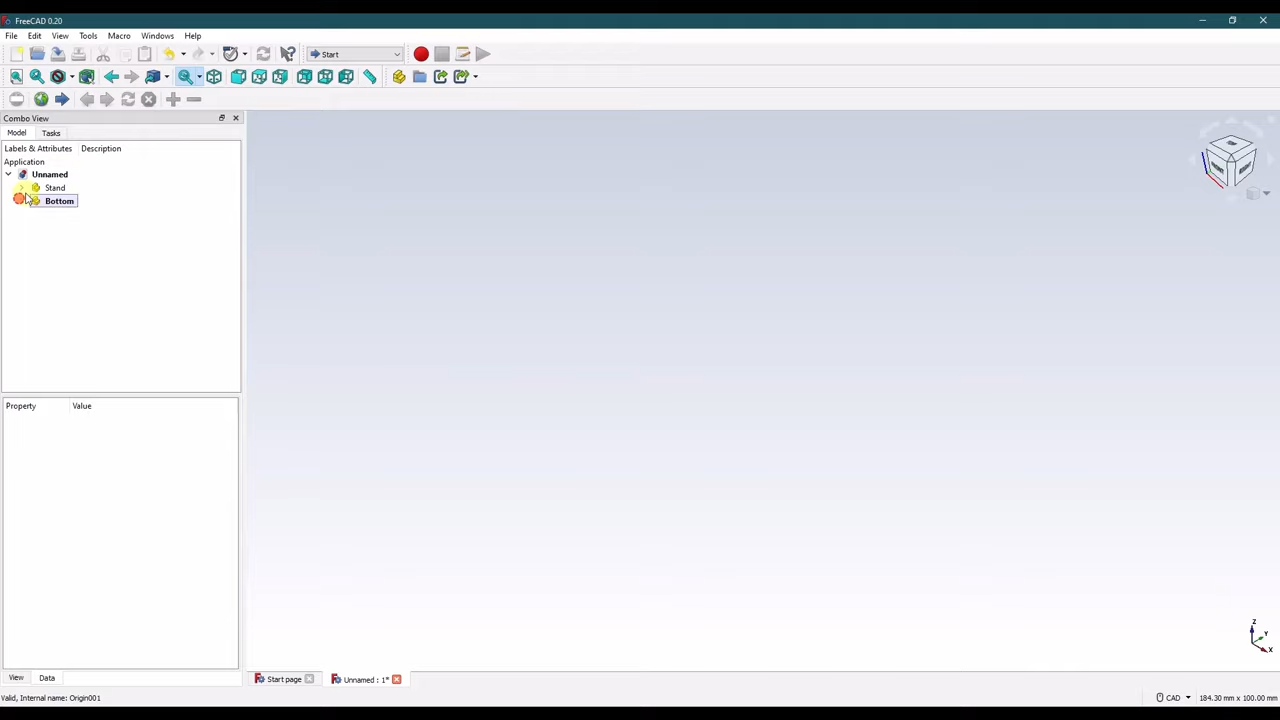 FreeCAD 0.20
File Edit View Tools Macro Windows Help
Start
Combo View
Model Tasks
Labels & Attributes Description
Application
Unnamed
Stand
Bottom
Property Value
View Data
Start page Unnamed : 1*
Valid, Internal name: Origin001
CAD 184.30 mm x 100.00 mm
Z
Y
X